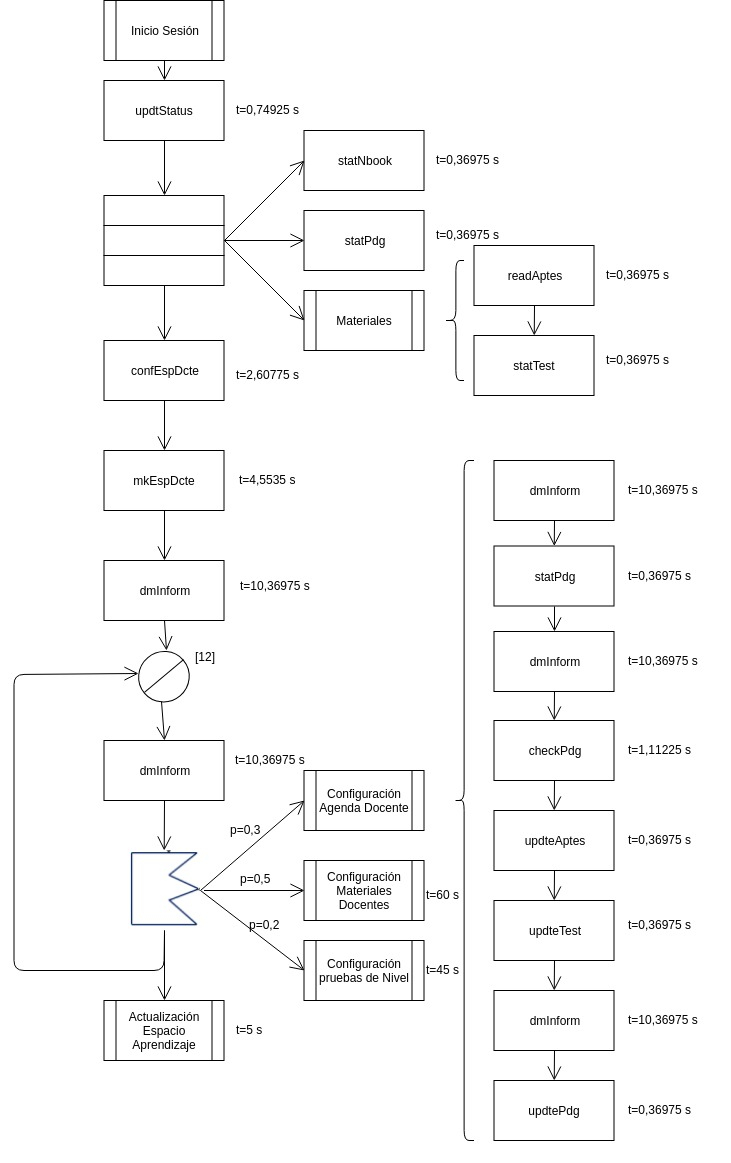 Inicio Sesión
updtStatus
t=0,74925 s
statNbook
t=0,36975 s
statPdg
t=0,36975 s
Materiales
readAptes
t=0,36975 s
statTest
t=0,36975 s
confEspDcte
t=2,60775 s
mkEspDcte
t=4,5535 s
dmInform
t=10,36975 s
[12]
dmInform
t=10,36975 s
p=0,3
Configuración
Agenda Docente
p=0,5
Configuración
Materiales
Docentes
t=60 s
p=0,2
Configuración
pruebas de Nivel
t=45 s
Actualización
Espacio
Aprendizaje
t=5 s
dmInform
t=10,36975 s
statPdg
t=0,36975 s
dmInform
t=10,36975 s
checkPdg
t=1,11225 s
updteAptes
t=0,36975 s
updteTest
t=0,36975 s
dmInform
t=10,36975 s
updtePdg
t=0,36975 s